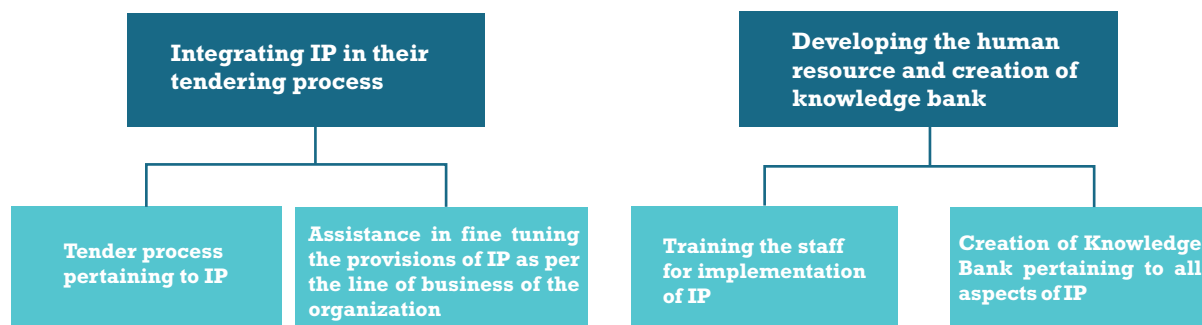 Integrating IP in their
tendering process
Developing the human
resource and creation of
knowledge bank
Tender process
pertaining to IP
Assistance in fine tuning
the provisions of IP as per
the line of business of the
organization
Training the staff
for implementation
of IP
Creation of Knowledge
Bank pertaining to all
aspects of IP